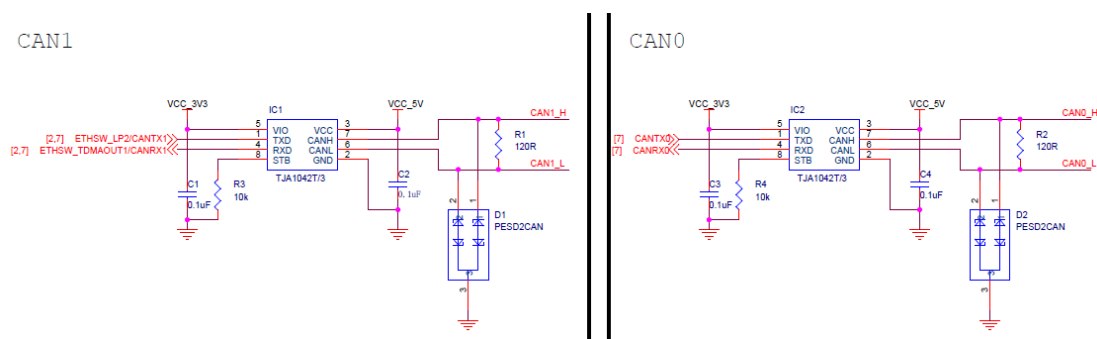 CAN1
VCC_3V3
IC1
VCC_5V
CAN1_H
[2,7] ETHSW_LP2/CANTX1
[2,7] ETHSW_TDMAOUT1/CANRX1
5 VIO VCC 3
1 TXD CANH 7
4 RXD CANL 6
8 STB GND 2
TJA1042T/3
R1
120R
CAN1_L
C1
0.1uF
R3
10k
C2
0.1uF
2
1
D1
PESD2CAN
3
CAN0
VCC_3V3
IC2
VCC_5V
CAN0_H
[7] CANTX0
[7] CANRX0
5 VIO VCC 3
1 TXD CANH 7
4 RXD CANL 6
8 STB GND 2
TJA1042T/3
R2
120R
CAN0_L
C3
0.1uF
R4
10k
C4
0.1uF
2
1
D2
PESD2CAN
3